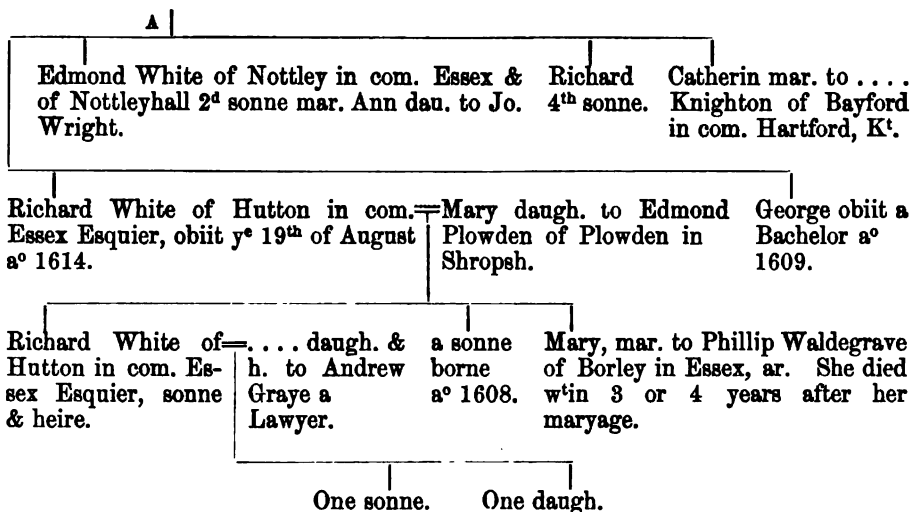 A
Edmond White of Nottley in com. Essex &
of Nottleyhall 2d sonne mar. Ann dau. to Jo.
Wright.
Richard
4th sonne.
Catherin mar. to . . . .
Knighton of Bayford
in com. Hartford, Kt.
Richard White of Hutton in com.
Essex Esquier, obiit ye 19th of August
ao 1614.
Mary daugh. to Edmond
Plowden of Plowden in
Shropsh.
George obiit a
Bachelor ao
1609.
Richard White of
Hutton in com. Es-
sex Esquier, sonne
& heire.
. . . . daugh. &
h. to Andrew
Graye a
Lawyer.
a sonne
borne
ao 1608.
Mary, mar. to Phillip Waldegrave
of Borley in Essex, ar. She died
wtin 3 or 4 years after her
maryage.
One sonne.
One daugh.